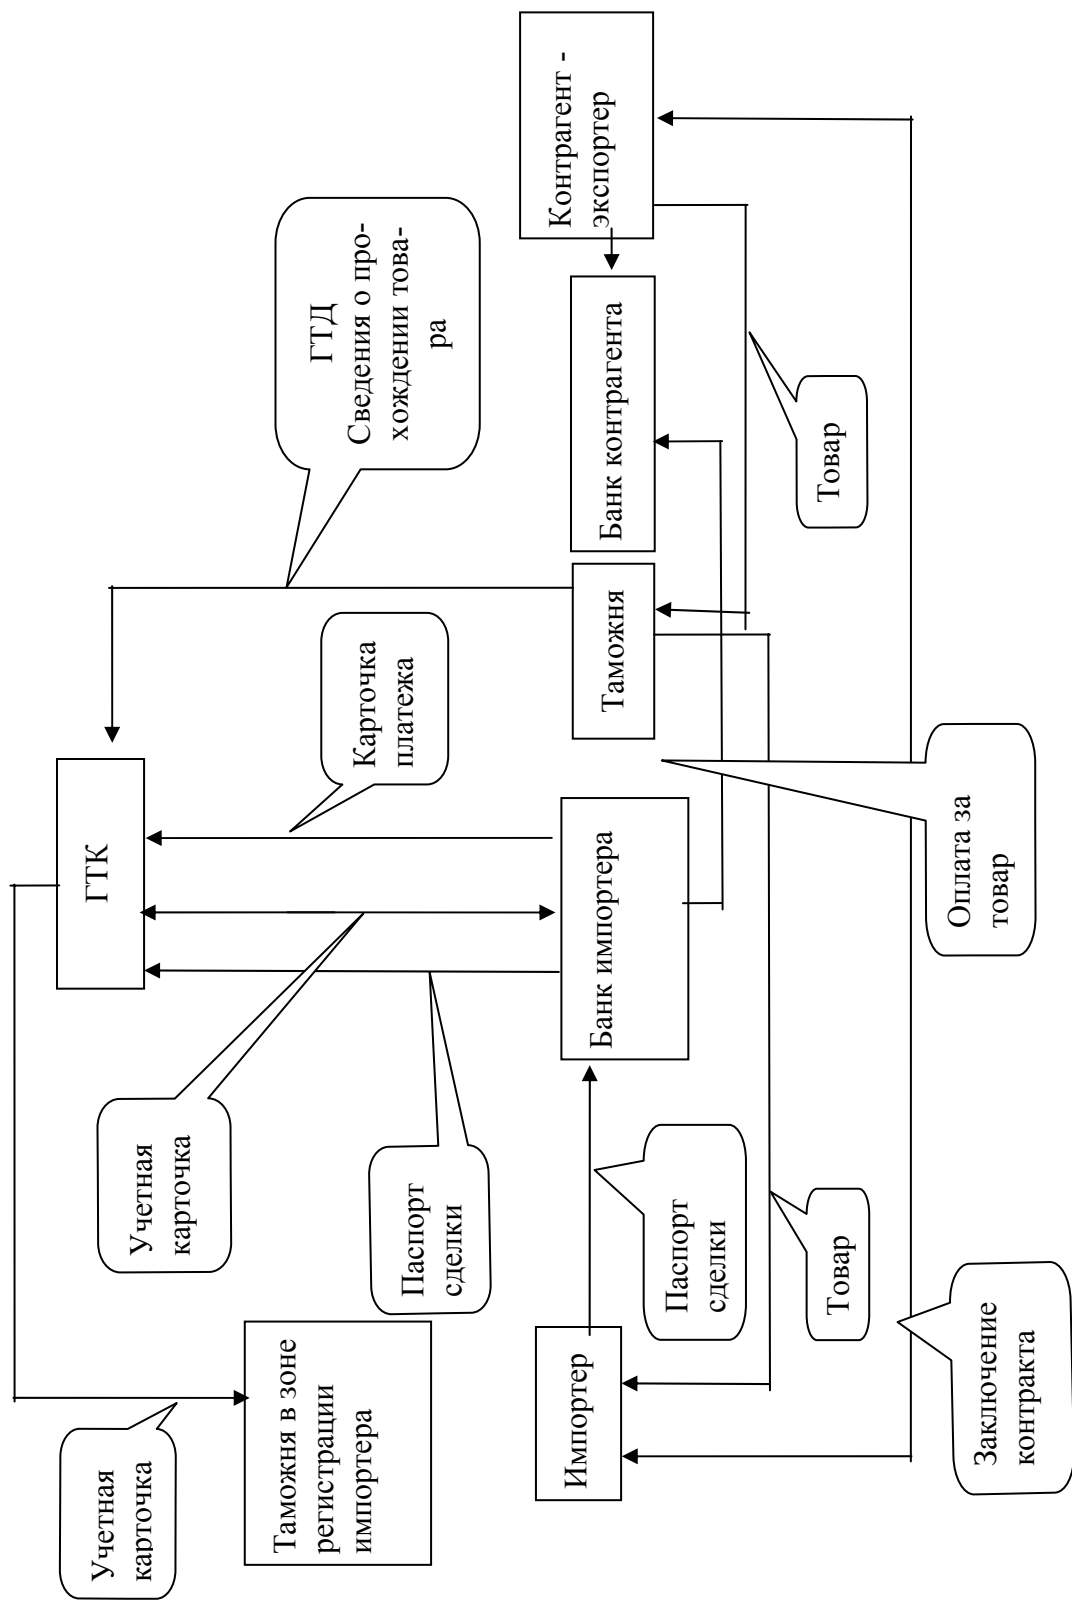 Учетная
карточка
Таможня в зоне
регистрации
импортера
Учетная
карточка
Паспорт
сделки
ГТК
Карточка
платежа
ГТД
Сведения о про-
хождении това-
ра
Импортер
Паспорт
сделки
Банк импортера
Таможня
Банк контрагента
Контрагент -
экспортер
Товар
Товар
Оплата за
товар
Заключение
контракта